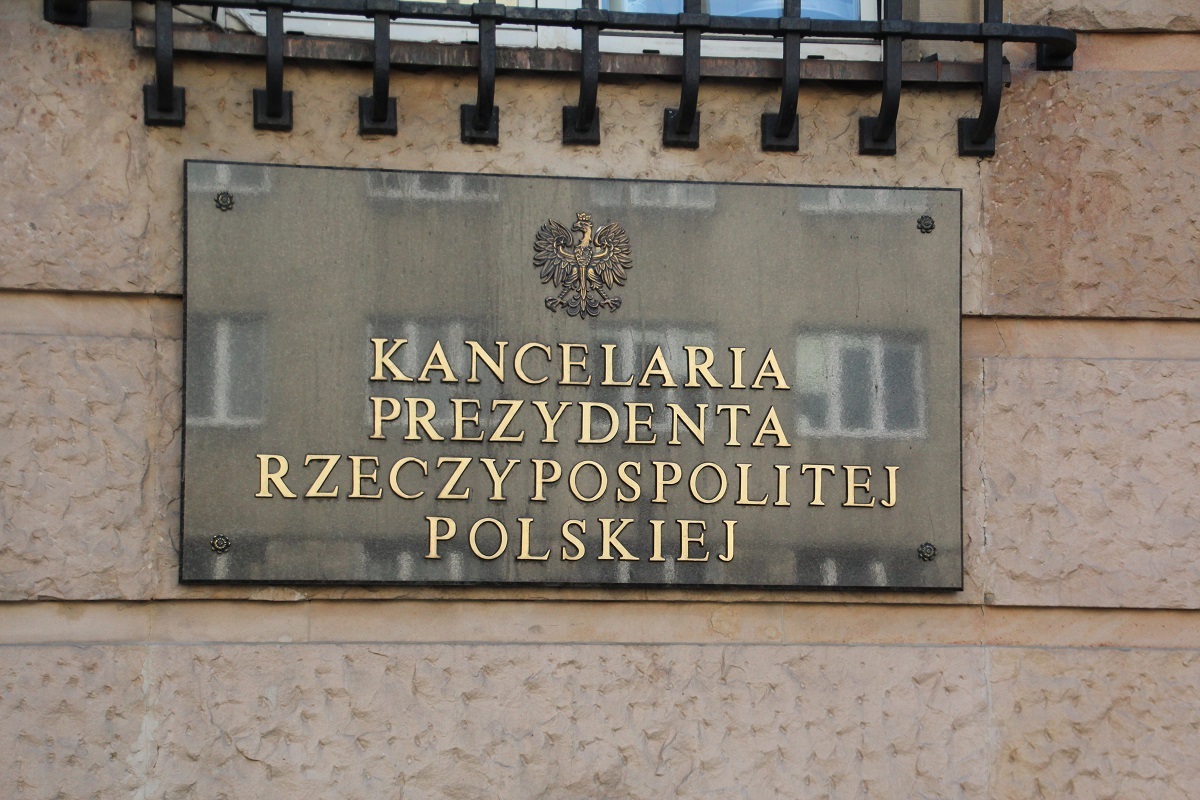 KANCELARIA
PREZYDENTA
RZECZYPOSPOLITEJ
POLSKIEJ